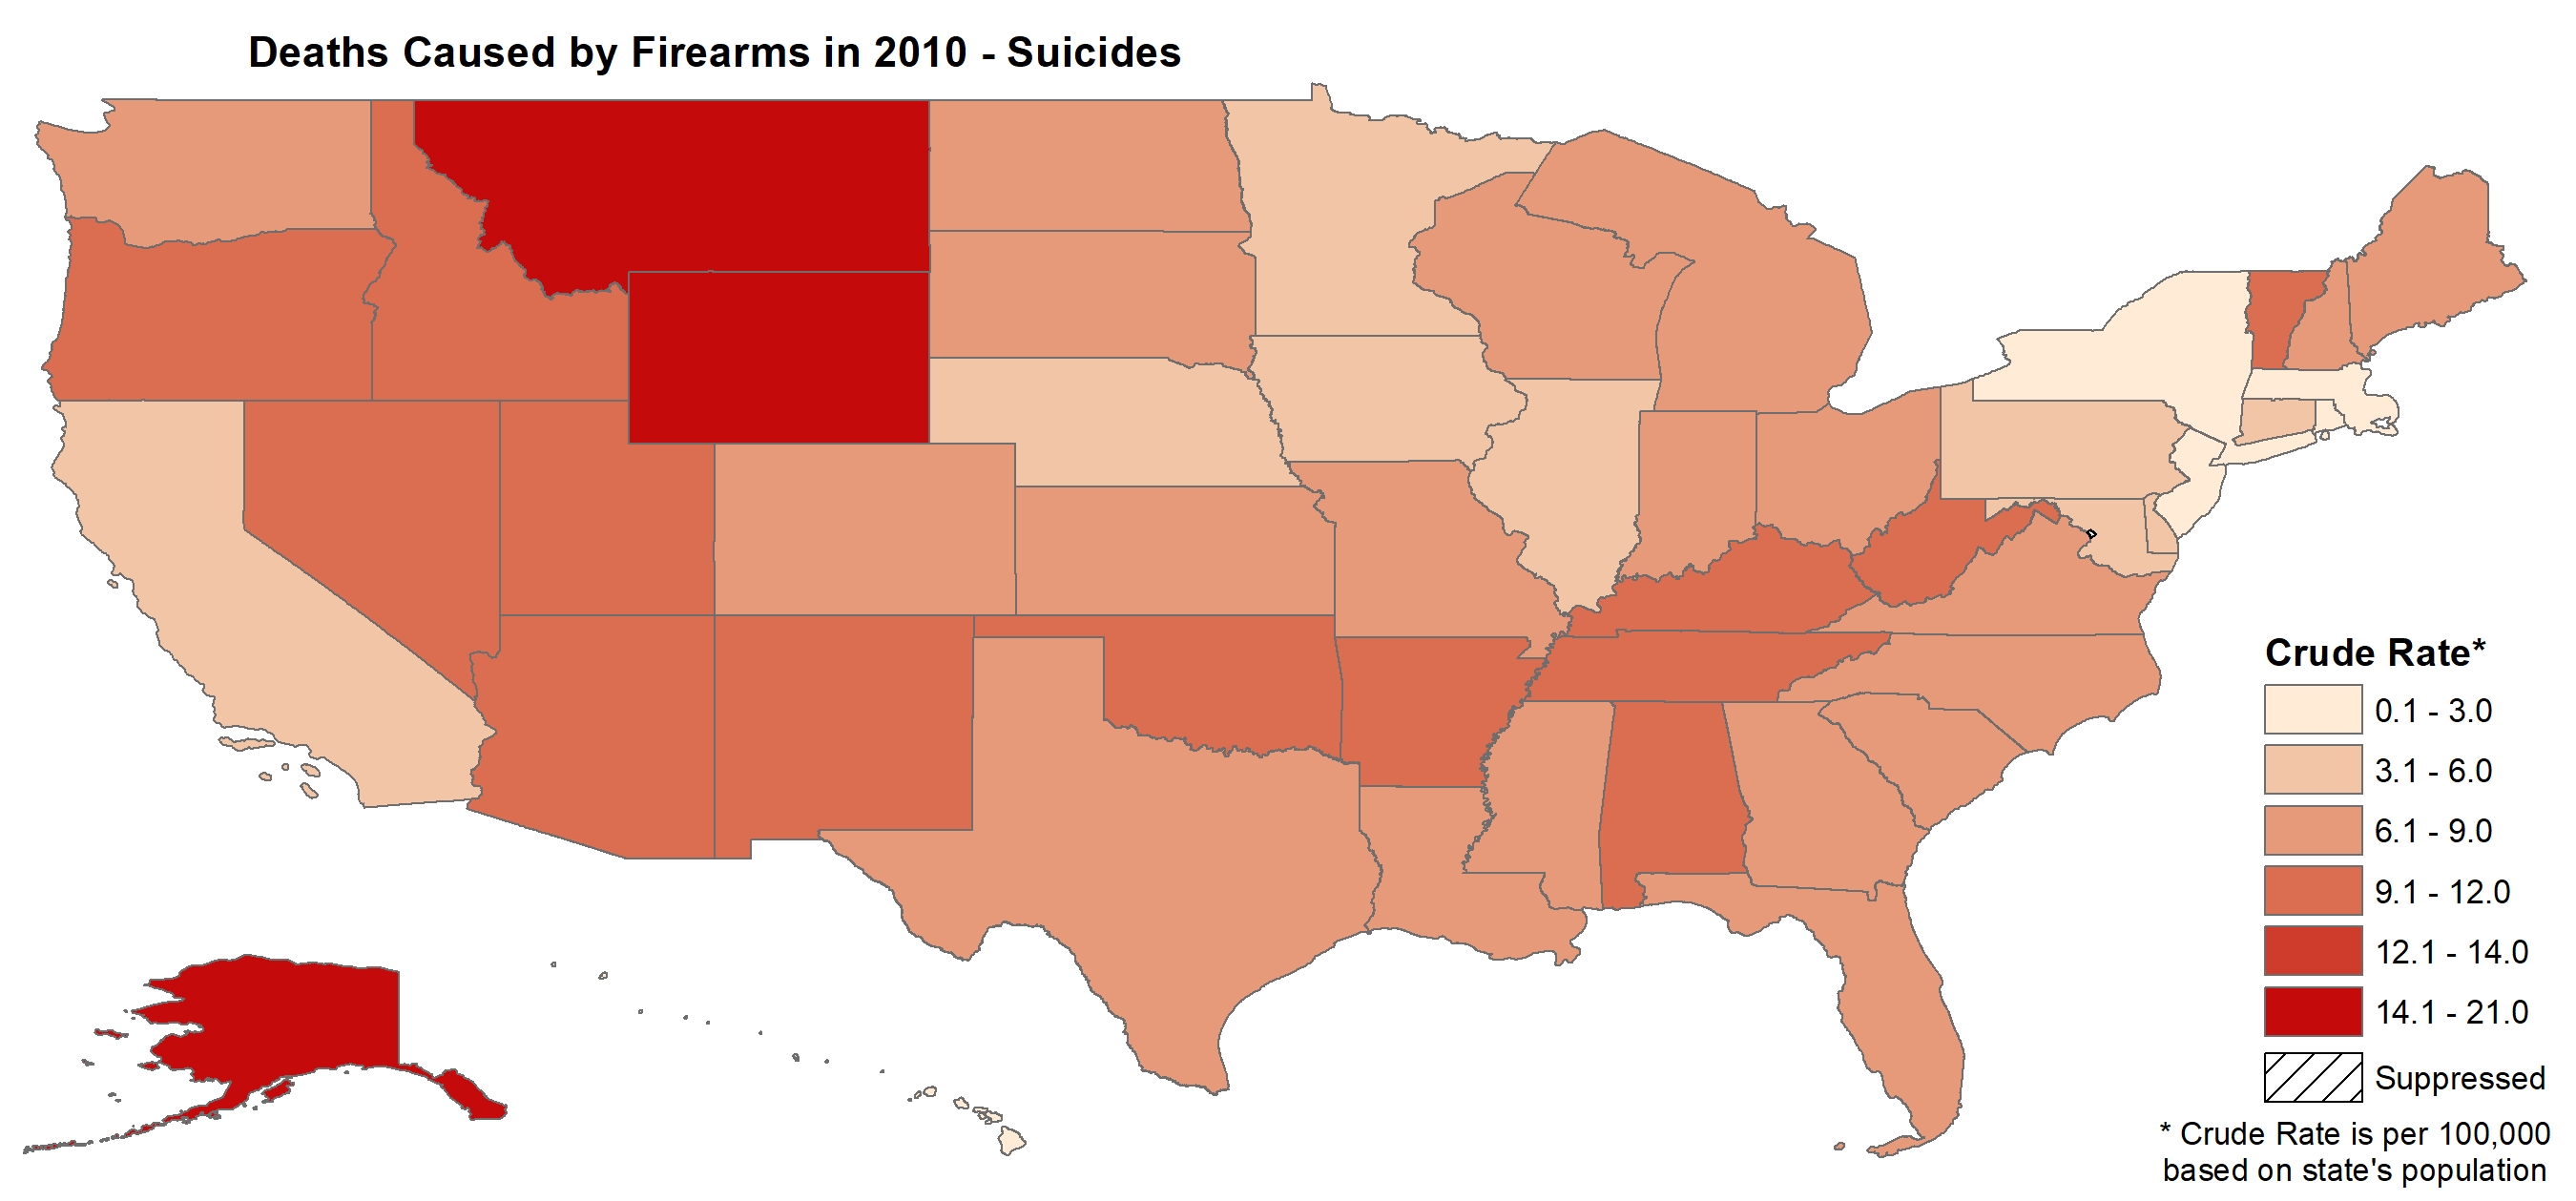 Deaths Caused by Firearms in 2010 - Suicides
Crude Rate*
0.1 - 3.0
3.1 - 6.0
6.1 - 9.0
9.1 - 12.0
12.1 - 14.0
14.1 - 21.0
Suppressed
* Crude Rate is per 100,000
based on state's population